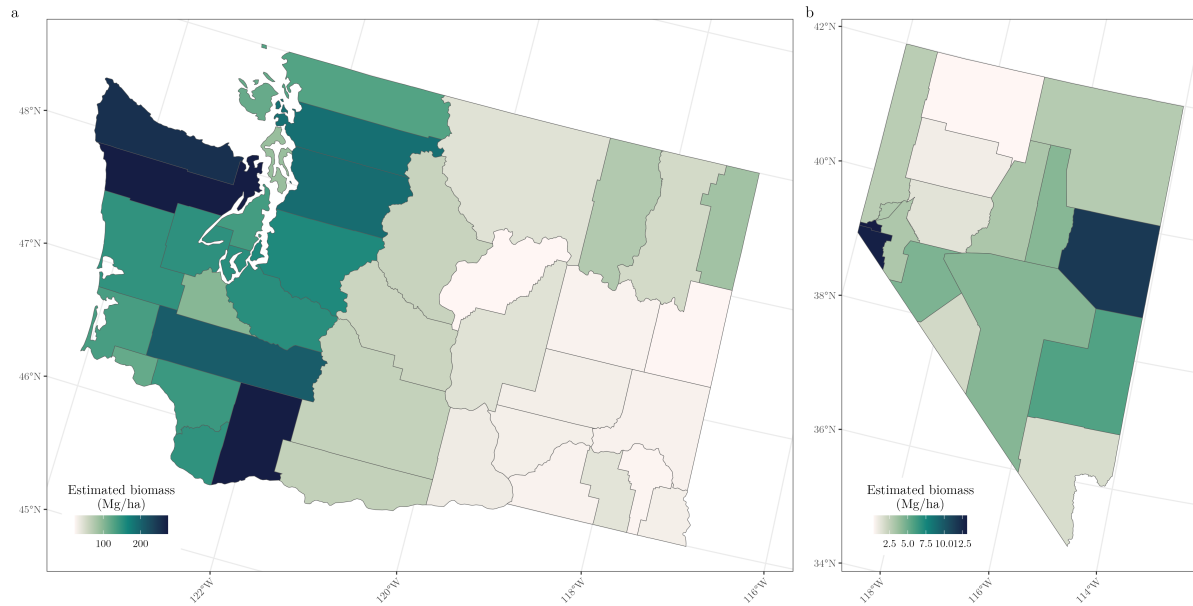 a
48°N
47°N
46°N
45°N
Estimated biomass
(Mg/ha)
100 200
122°W
120°W
118°W
116°W
b
42°N
40°N
38°N
36°N
34°N
Estimated biomass
(Mg/ha)
2.5 5.0 7.5 10.0 12.5
118°W
116°W
114°W